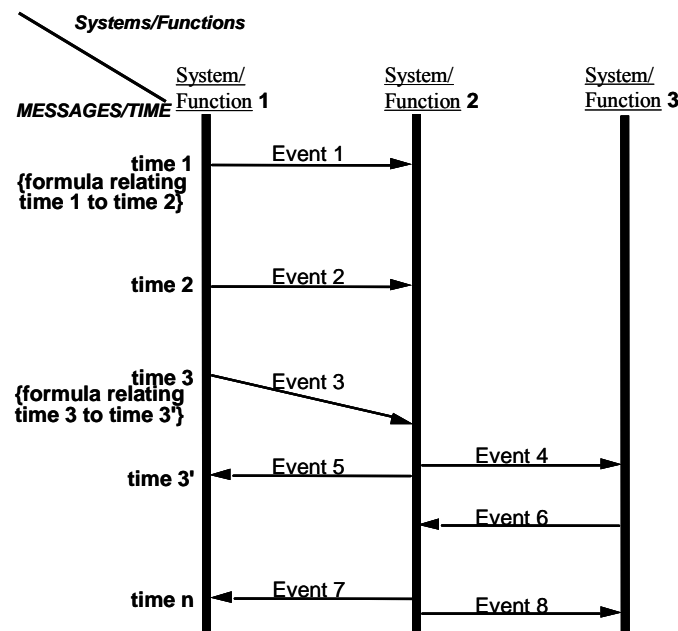 Systems/Functions
MESSAGES/TIME
System/
Function 1
System/
Function 2
System/
Function 3
time 1
{formula relating
time 1 to time 2}
Event 1
time 2
Event 2
time 3
{formula relating
time 3 to time 3'}
Event 3
Event 4
time 3'
Event 5
Event 6
time n
Event 7
Event 8